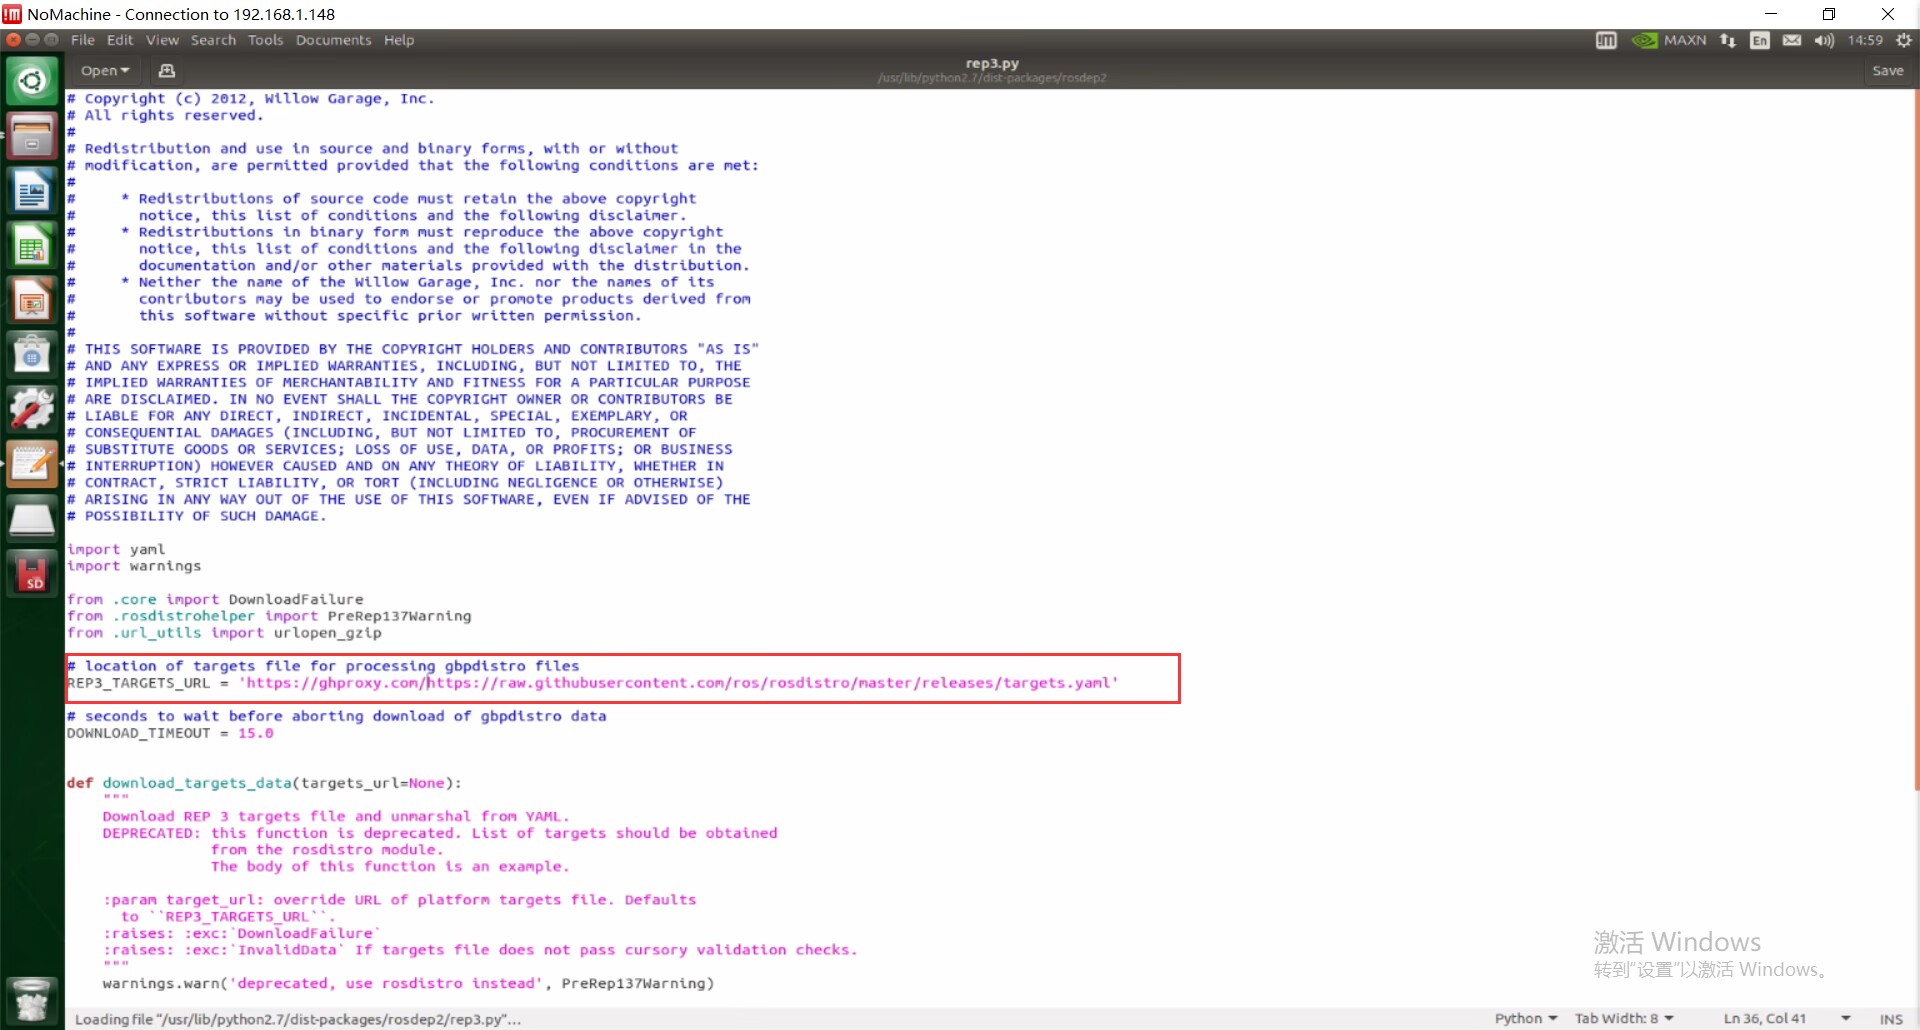 NoMachine - Connection to 192.168.1.148
File Edit View Search Tools Documents Help
MAXN En 14:59
Open rep3.py Save
/usr/lib/python2.7/dist-packages/rosdep2
# Copyright (c) 2012, Willow Garage, Inc.
# All rights reserved.
#
# Redistribution and use in source and binary forms, with or without
# modification, are permitted provided that the following conditions are met:
#
#     * Redistributions of source code must retain the above copyright
#       notice, this list of conditions and the following disclaimer.
#     * Redistributions in binary form must reproduce the above copyright
#       notice, this list of conditions and the following disclaimer in the
#       documentation and/or other materials provided with the distribution.
#     * Neither the name of the Willow Garage, Inc. nor the names of its
#       contributors may be used to endorse or promote products derived from
#       this software without specific prior written permission.
#
# THIS SOFTWARE IS PROVIDED BY THE COPYRIGHT HOLDERS AND CONTRIBUTORS "AS IS"
# AND ANY EXPRESS OR IMPLIED WARRANTIES, INCLUDING, BUT NOT LIMITED TO, THE
# IMPLIED WARRANTIES OF MERCHANTABILITY AND FITNESS FOR A PARTICULAR PURPOSE
# ARE DISCLAIMED. IN NO EVENT SHALL THE COPYRIGHT OWNER OR CONTRIBUTORS BE
# LIABLE FOR ANY DIRECT, INDIRECT, INCIDENTAL, SPECIAL, EXEMPLARY, OR
# CONSEQUENTIAL DAMAGES (INCLUDING, BUT NOT LIMITED TO, PROCUREMENT OF
# SUBSTITUTE GOODS OR SERVICES; LOSS OF USE, DATA, OR PROFITS; OR BUSINESS
# INTERRUPTION) HOWEVER CAUSED AND ON ANY THEORY OF LIABILITY, WHETHER IN
# CONTRACT, STRICT LIABILITY, OR TORT (INCLUDING NEGLIGENCE OR OTHERWISE)
# ARISING IN ANY WAY OUT OF THE USE OF THIS SOFTWARE, EVEN IF ADVISED OF THE
# POSSIBILITY OF SUCH DAMAGE.
import yaml
import warnings
from .core import DownloadFailure
from .rosdistrohelper import PreRep137Warning
from .url_utils import urlopen_gzip
# location of targets file for processing gbpdistro files
REP3_TARGETS_URL = 'https://ghproxy.com/https://raw.githubusercontent.com/ros/rosdistro/master/releases/targets.yaml'
# seconds to wait before aborting download of gbpdistro data
DOWNLOAD_TIMEOUT = 15.0
def download_targets_data(targets_url=None):
    """
    Download REP 3 targets file and unmarshal from YAML.
    DEPRECATED: this function is deprecated. List of targets should be obtained
                from the rosdistro module.
                The body of this function is an example.
    :param target_url: override URL of platform targets file. Defaults
      to ``REP3_TARGETS_URL``.
    :raises: :exc:`DownloadFailure`
    :raises: :exc:`InvalidData` If targets file does not pass cursory validation checks.
    """
    warnings.warn('deprecated, use rosdistro instead', PreRep137Warning)
SD
激活 Windows
转到"设置"以激活 Windows。
Loading file "/usr/lib/python2.7/dist-packages/rosdep2/rep3.py"...
Python Tab Width: 8 Ln 36, Col 41 INS